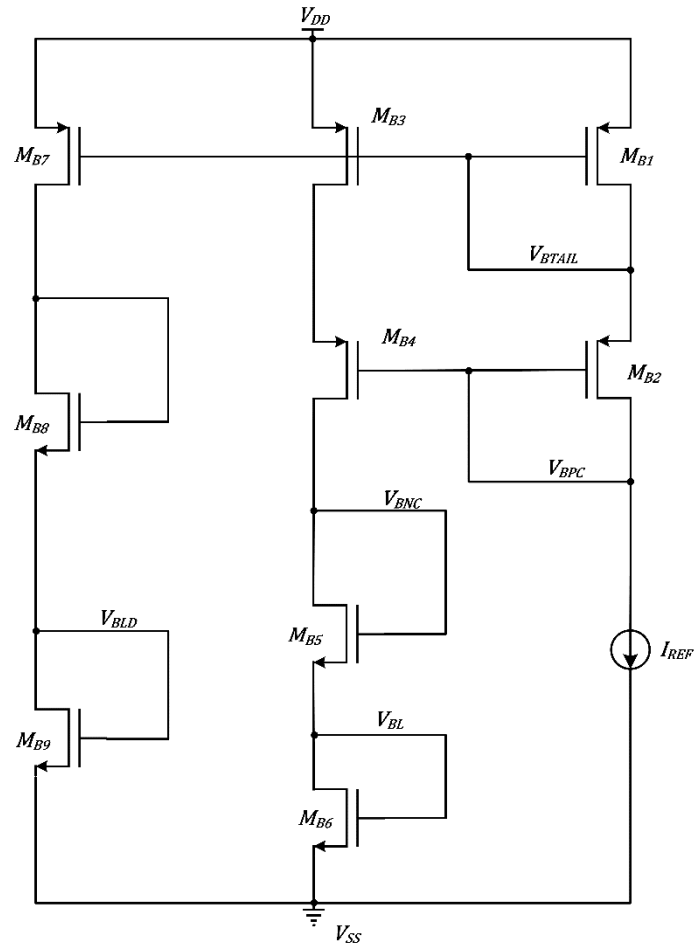 V_DD
M_B3
M_B7
M_B1
V_BTAIL
M_B4
M_B2
M_B8
V_BPC
V_BNC
V_BLD
M_B5
I_REF
V_BL
M_B9
M_B6
V_SS